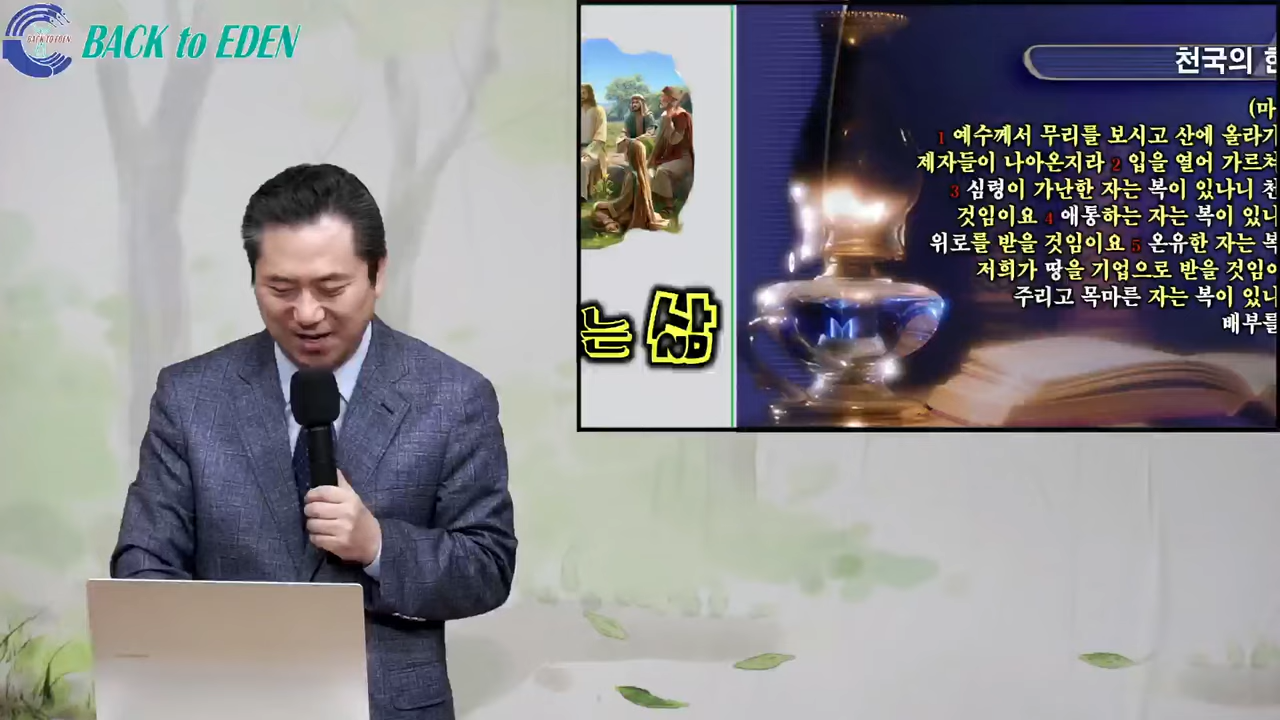 BACK TO EDEN
BACK to EDEN
는 삶
천국의
(마
1 예수께서 무리를 보시고 산에 올라가
제자들이 나아온지라 2 입을 열어 가르쳐
3 심령이 가난한 자는 복이 있나니 천
것임이요 4 애통하는 자는 복이 있나
위로를 받을 것임이요 5 온유한 자는 복
저희가 땅을 기업으로 받을 것임이
주리고 목마른 자는 복이 있나
배부를